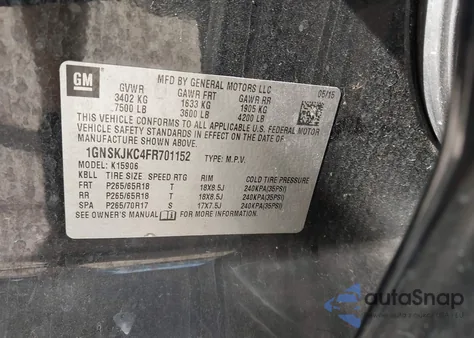 GM
MFD BY GENERAL MOTORS LLC
05/15
GVWR GAWR FRT GAWR RR
3402 KG 1633 KG 1905 KG
7500 LB 3600 LB 4200 LB
THIS VEHICLE CONFORMS TO ALL APPLICABLE U.S. FEDERAL MOTOR
VEHICLE SAFETY STANDARDS IN EFFECT ON THE DATE OF
MANUFACTURE SHOWN ABOVE.
1GNSKJKC4FR701152 TYPE: M.P.V.
MODEL: K15906
KBLL TIRE SIZE SPEED RTG RIM COLD TIRE PRESSURE
FRT P265/65R18 T 18X8.5J 240KPA(35PSI)
RR P265/65R18 T 18X8.5J 240KPA(35PSI)
SPA P265/70R17 S 17X7.5J 240KPA(35PSI)
SEE OWNER'S MANUAL FOR MORE INFORMATION.
autoSnap